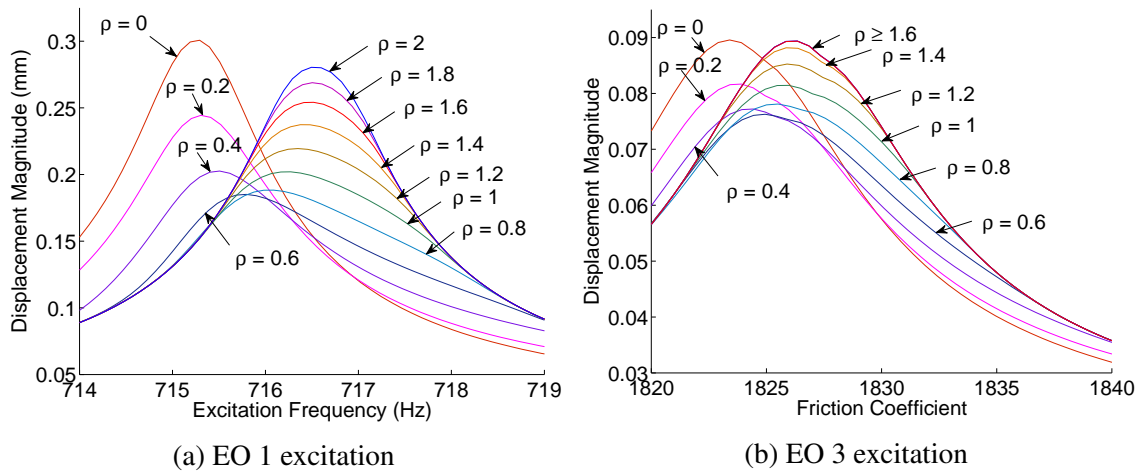 Displacement Magnitude (mm)
0.3
0.25
0.2
0.15
0.1
0.05
714
715
716
717
718
719
Excitation Frequency (Hz)
ρ = 0
ρ = 0.2
ρ = 0.4
ρ = 0.6
ρ = 2
ρ = 1.8
ρ = 1.6
ρ = 1.4
ρ = 1.2
ρ = 1
ρ = 0.8
(a) EO 1 excitation
Displacement Magnitude
0.09
0.08
0.07
0.06
0.05
0.04
0.03
1820
1825
1830
1835
1840
Friction Coefficient
ρ = 0
ρ = 0.2
ρ = 0.4
ρ ≥ 1.6
ρ = 1.4
ρ = 1.2
ρ = 1
ρ = 0.8
ρ = 0.6
(b) EO 3 excitation